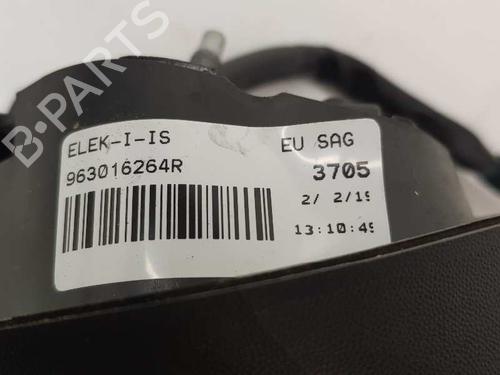 ELEK-I-IS EU SAG
963016264R 3705
2/ 2/19
13:10:49
B-PARTS